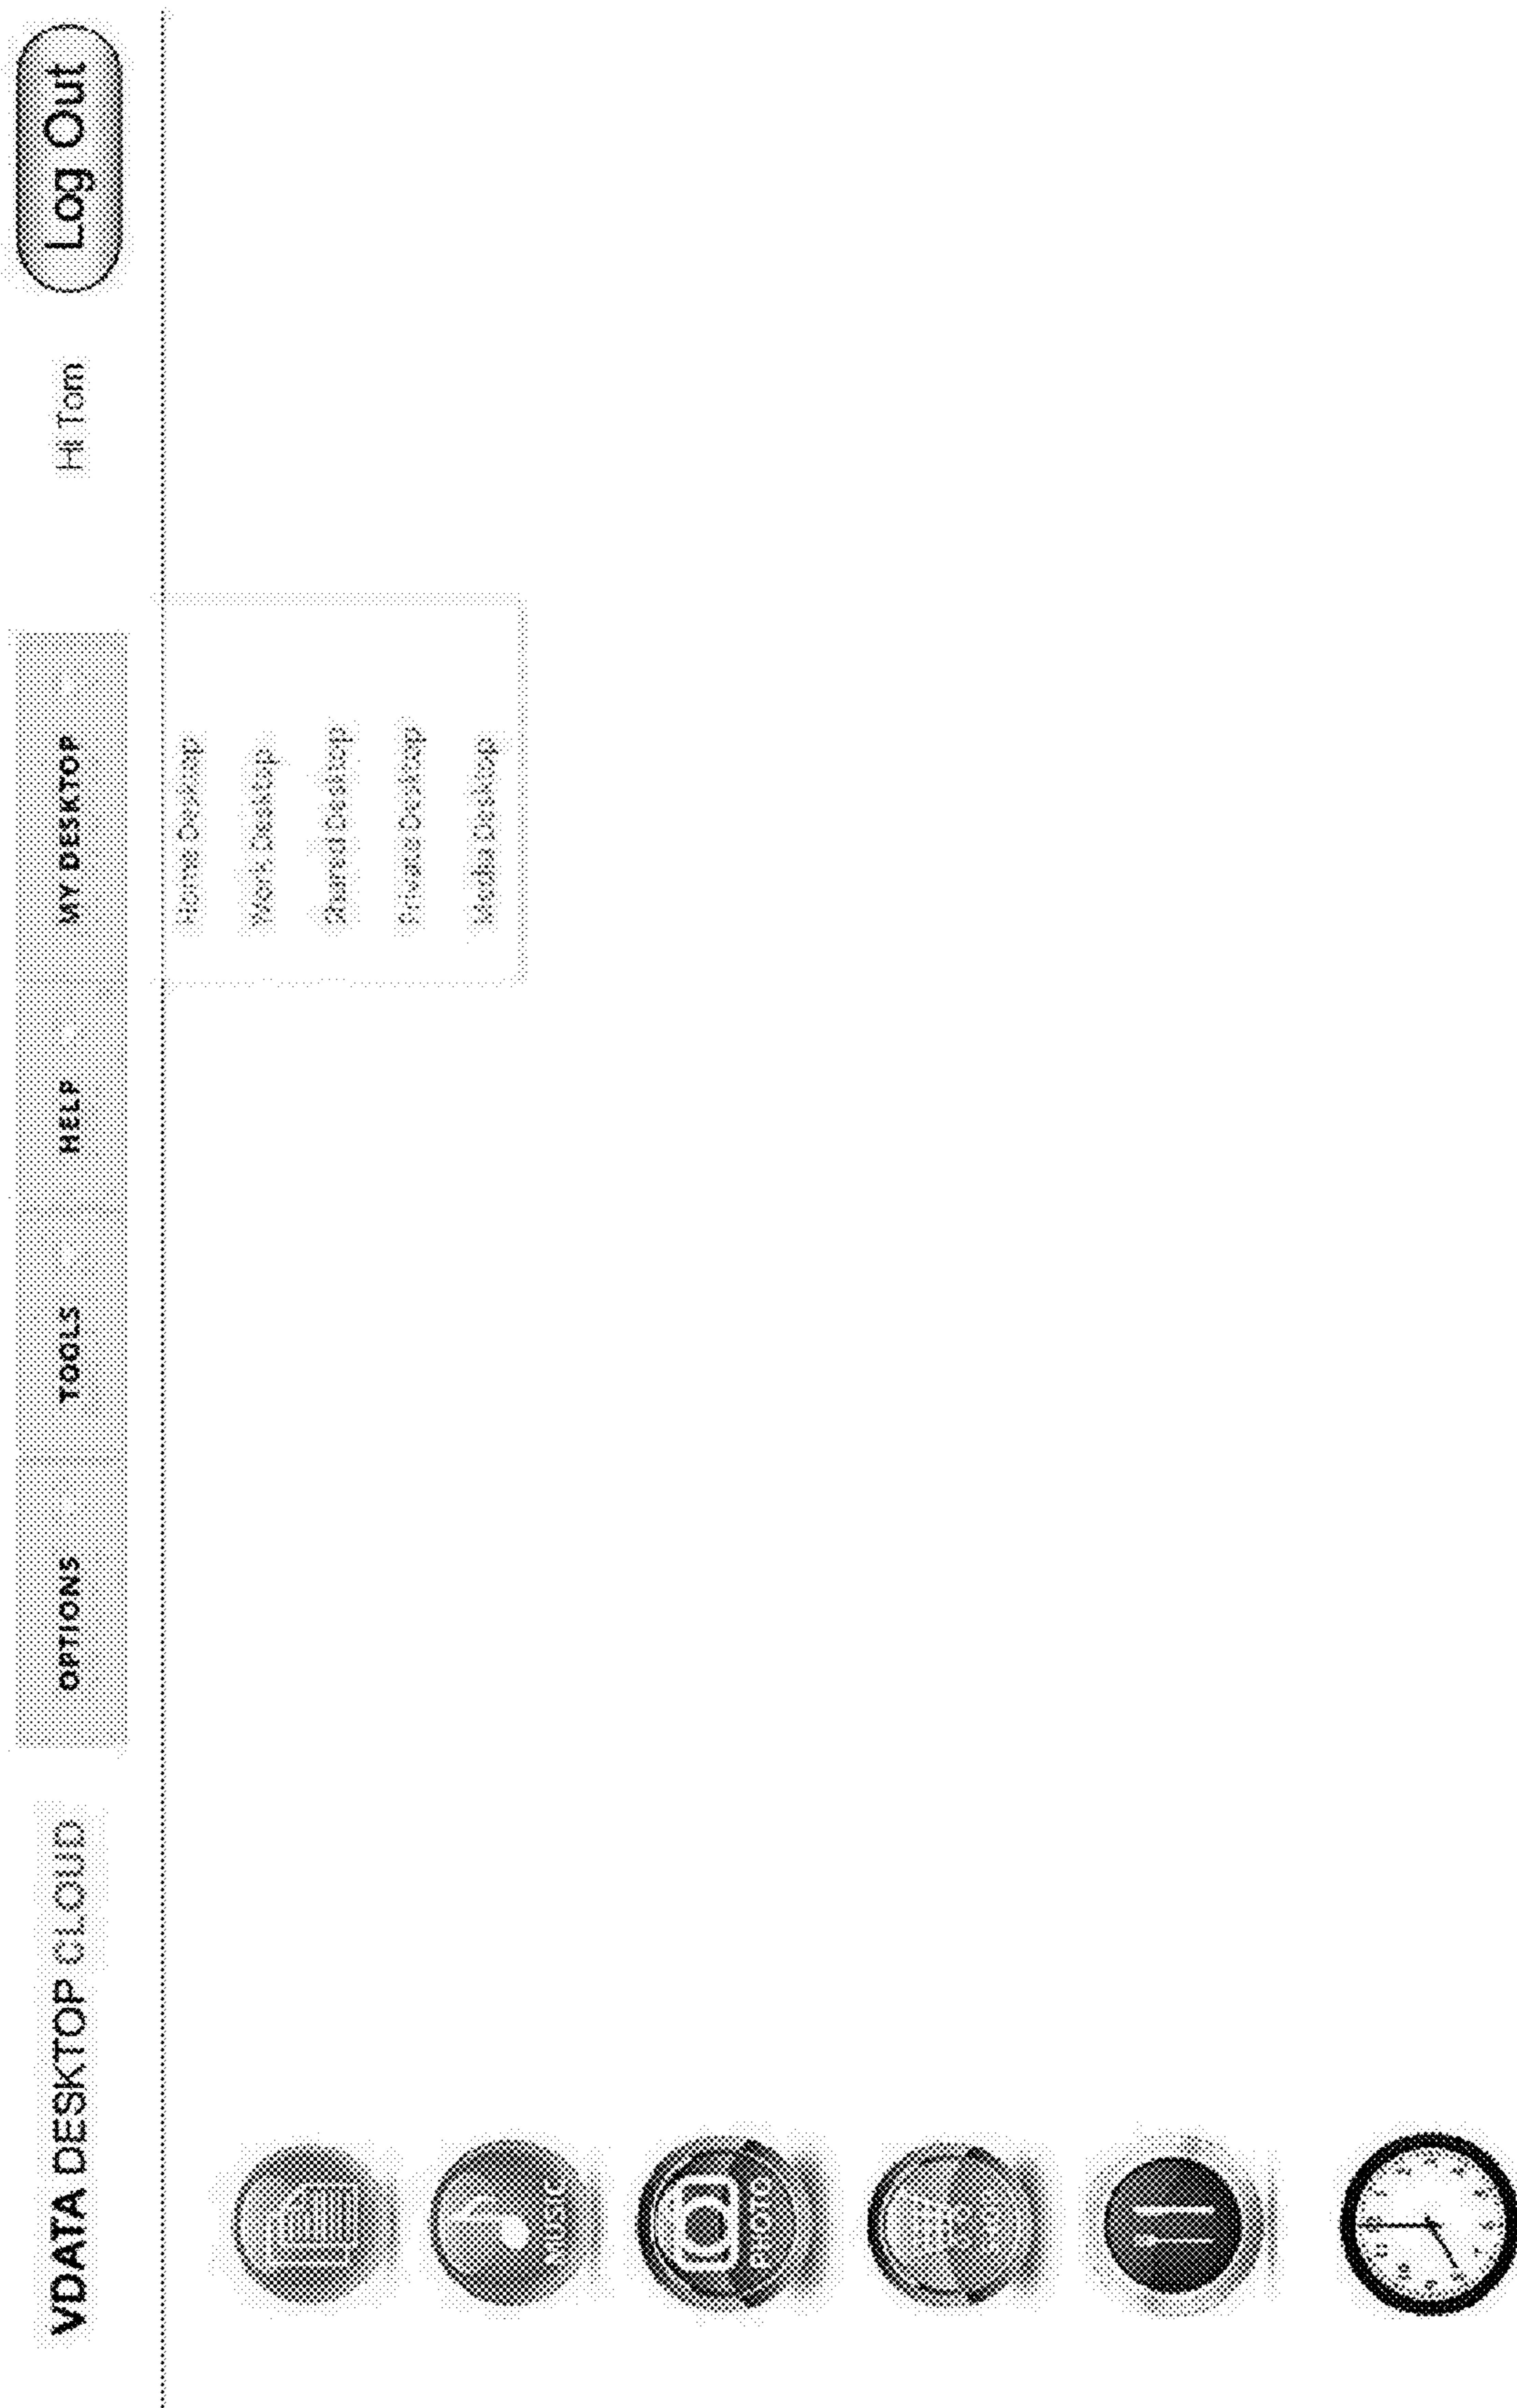 VDATA DESKTOP CLOUD
OPTIONS
TOOLS
HELP
MY DESKTOP
Hi Tom
Log Out
Home Desktop
Work Desktop
Shared Desktop
Private Desktop
Media Desktop
MUSIC
PHOTO